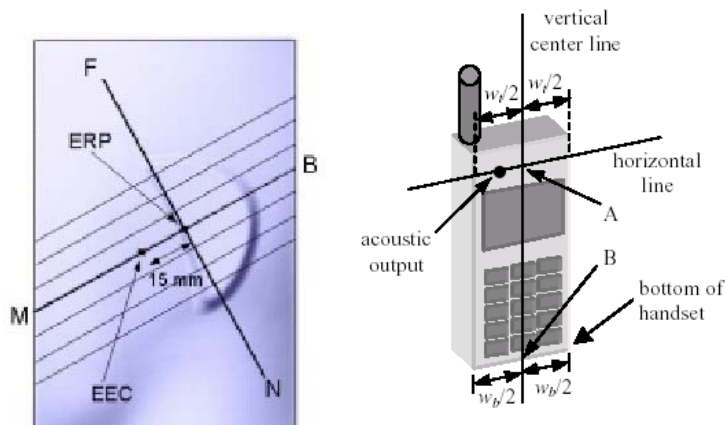 F
ERP
B
15 mm
M
EEC
N
vertical
center line
w_t/2 w_t/2
horizontal
line
A
acoustic
output
B
bottom of
handset
w_b/2 w_b/2